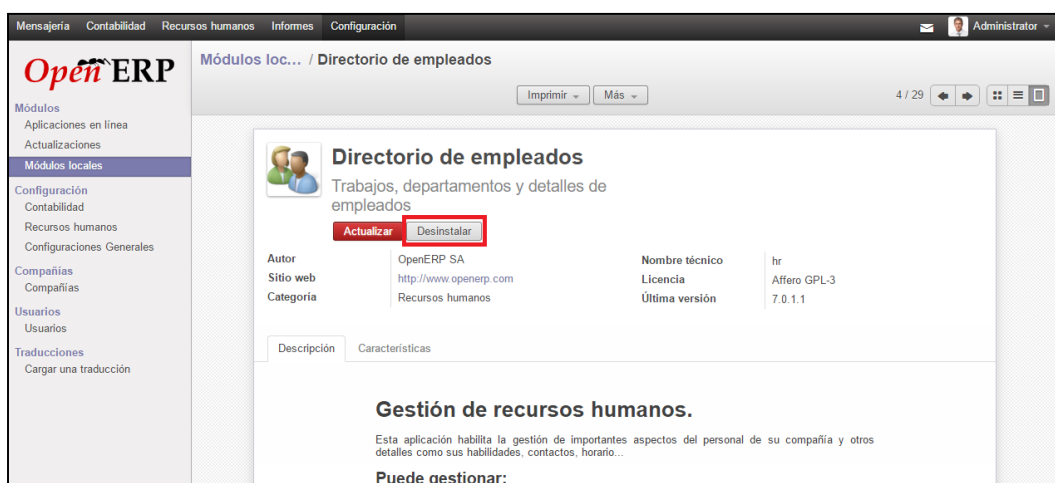 Mensajería Contabilidad Recursos humanos Informes Configuración Administrator
Open ERP
Módulos loc... / Directorio de empleados
Imprimir Más 4 / 29
Módulos
Aplicaciones en línea
Actualizaciones
Módulos locales
Configuración
Contabilidad
Recursos humanos
Configuraciones Generales
Compañías
Compañías
Usuarios
Usuarios
Traducciones
Cargar una traducción
Directorio de empleados
Trabajos, departamentos y detalles de
empleados
Actualizar Desinstalar
Autor OpenERP SA
Sitio web http://www.openerp.com
Categoría Recursos humanos
Nombre técnico hr
Licencia Affero GPL-3
Última versión 7.0.1.1
Descripción Características
Gestión de recursos humanos.
Esta aplicación habilita la gestión de importantes aspectos del personal de su compañía y otros
detalles como sus habilidades, contactos, horario...
Puede gestionar: